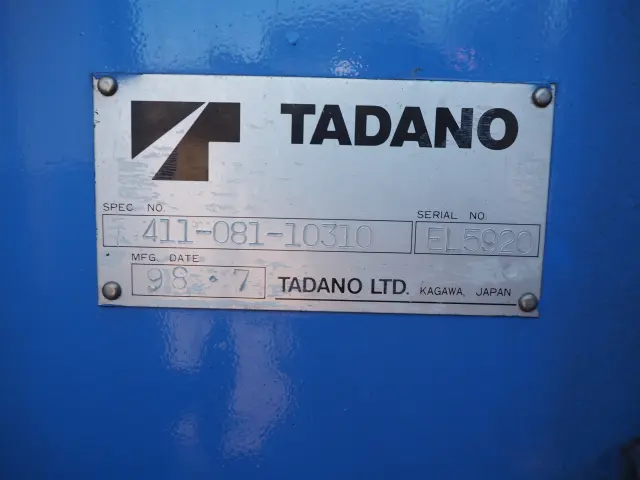 TADANO
SPEC NO.
411-081-10310
SERIAL NO.
EL5920
MFG. DATE
98.7
TADANO LTD. KAGAWA, JAPAN